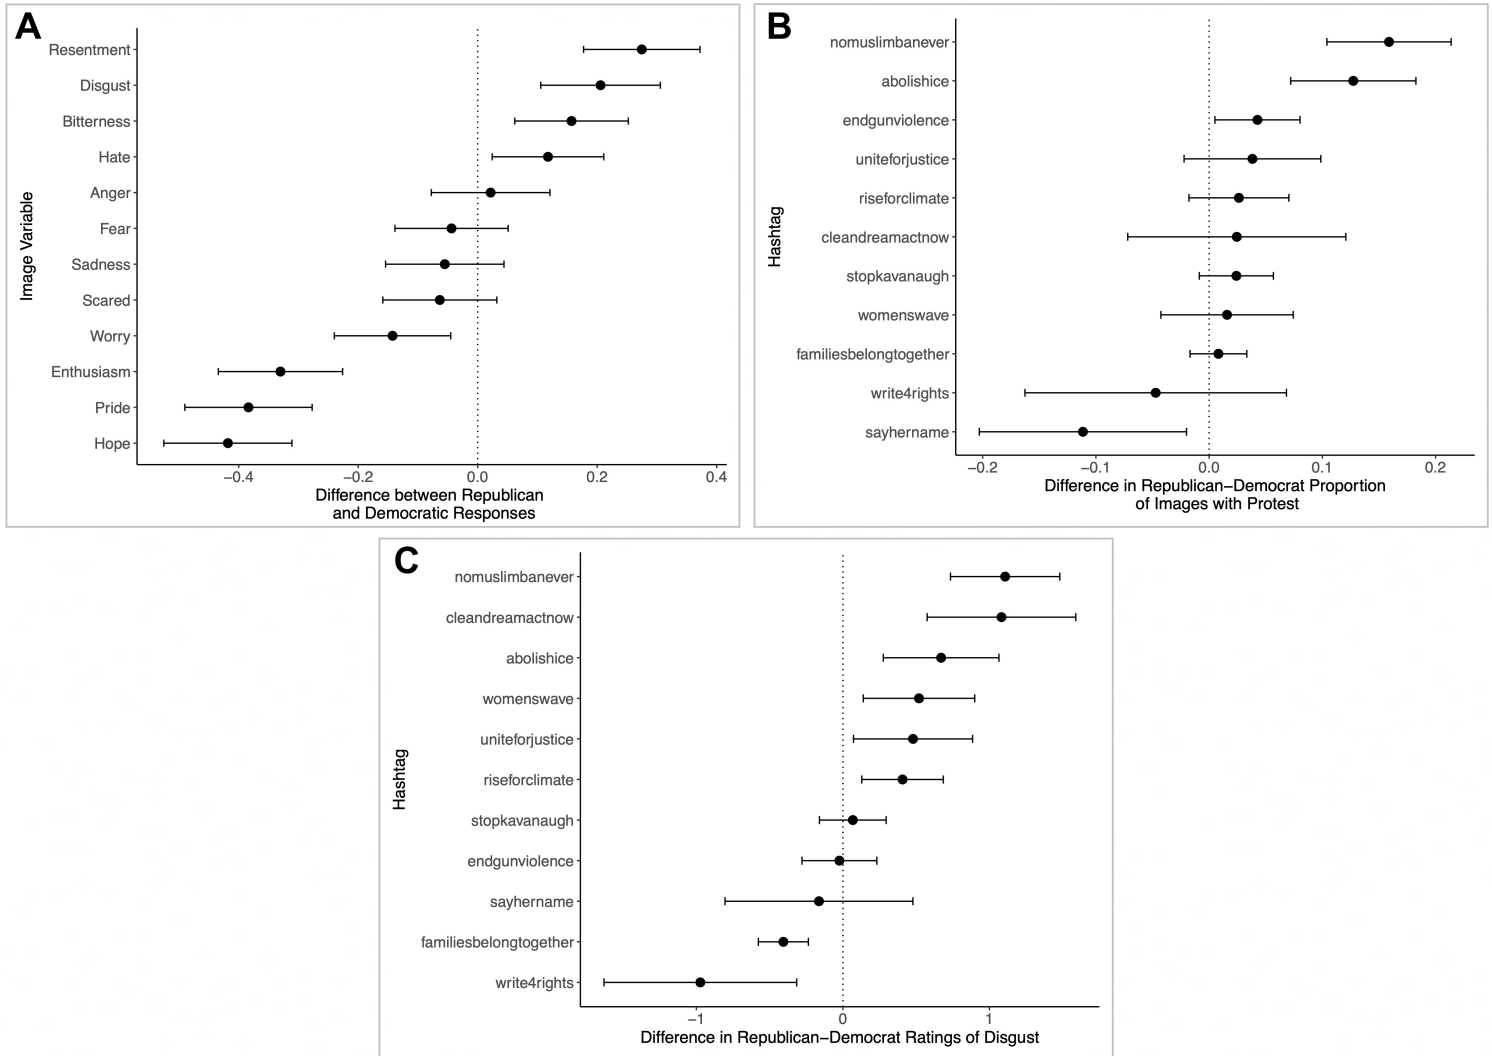 A
Resentment
Disgust
Bitterness
Hate
Anger
Fear
Sadness
Scared
Worry
Enthusiasm
Pride
Hope
Image Variable
−0.4 −0.2 0.0 0.2 0.4
Difference between Republican
and Democratic Responses
B
nomuslimbanever
abolishice
endgunviolence
uniteforjustice
riseforclimate
cleandreamactnow
stopkavanaugh
womenswave
familiesbelongtogether
write4rights
sayhername
Hashtag
−0.2 −0.1 0.0 0.1 0.2
Difference in Republican−Democrat Proportion
of Images with Protest
C
nomuslimbanever
cleandreamactnow
abolishice
womenswave
uniteforjustice
riseforclimate
stopkavanaugh
endgunviolence
sayhername
familiesbelongtogether
write4rights
Hashtag
−1 0 1
Difference in Republican−Democrat Ratings of Disgust